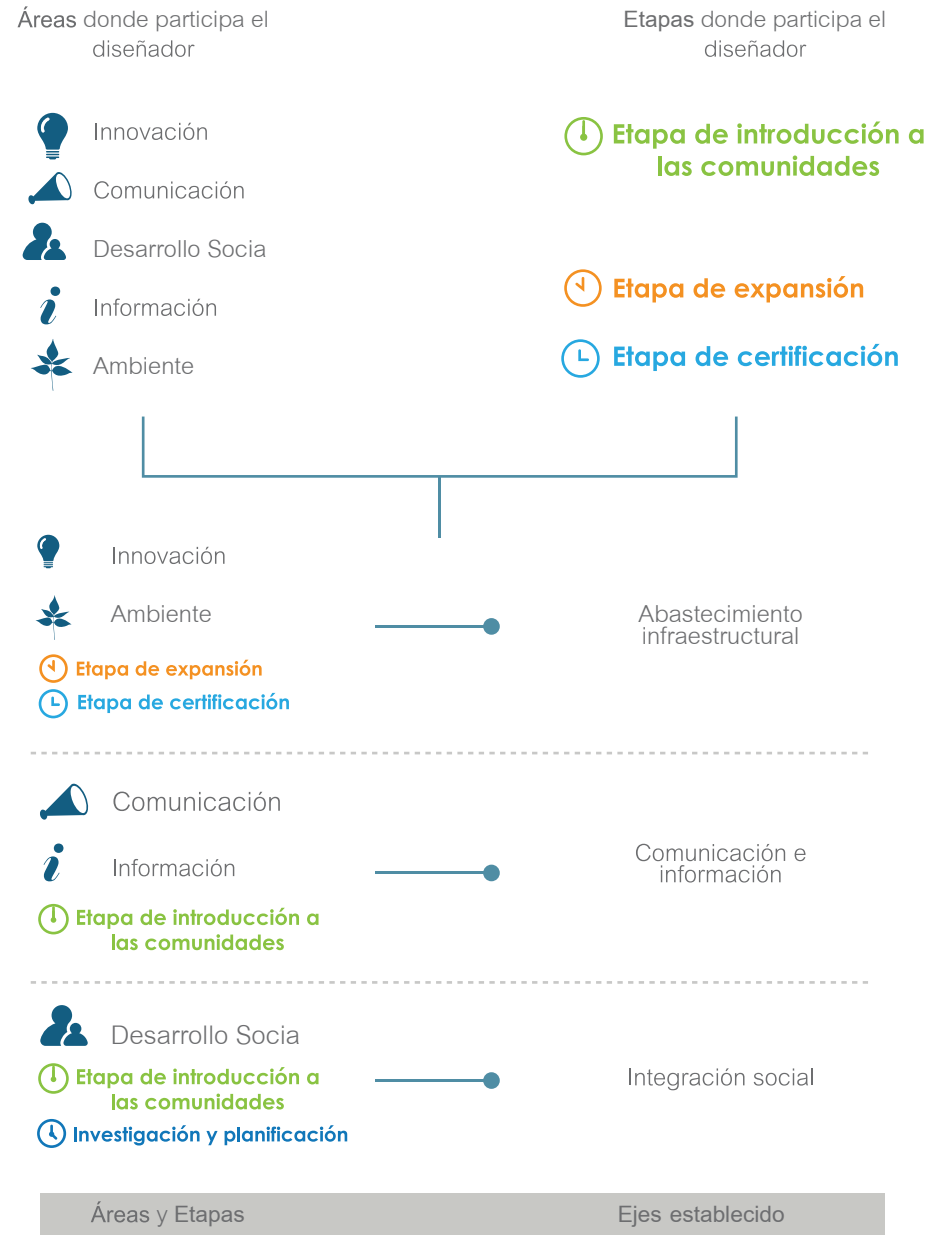 Áreas donde participa el
diseñador
Etapas donde participa el
diseñador
Innovación
Comunicación
Desarrollo Socia
Información
Ambiente
Etapa de introducción a
las comunidades
Etapa de expansión
Etapa de certificación
Innovación
Ambiente
Etapa de expansión
Etapa de certificación
Abastecimiento
infraestructural
Comunicación
Información
Etapa de introducción a
las comunidades
Comunicación e
información
Desarrollo Socia
Etapa de introducción a
las comunidades
Investigación y planificación
Integración social
Áreas y Etapas
Ejes establecido